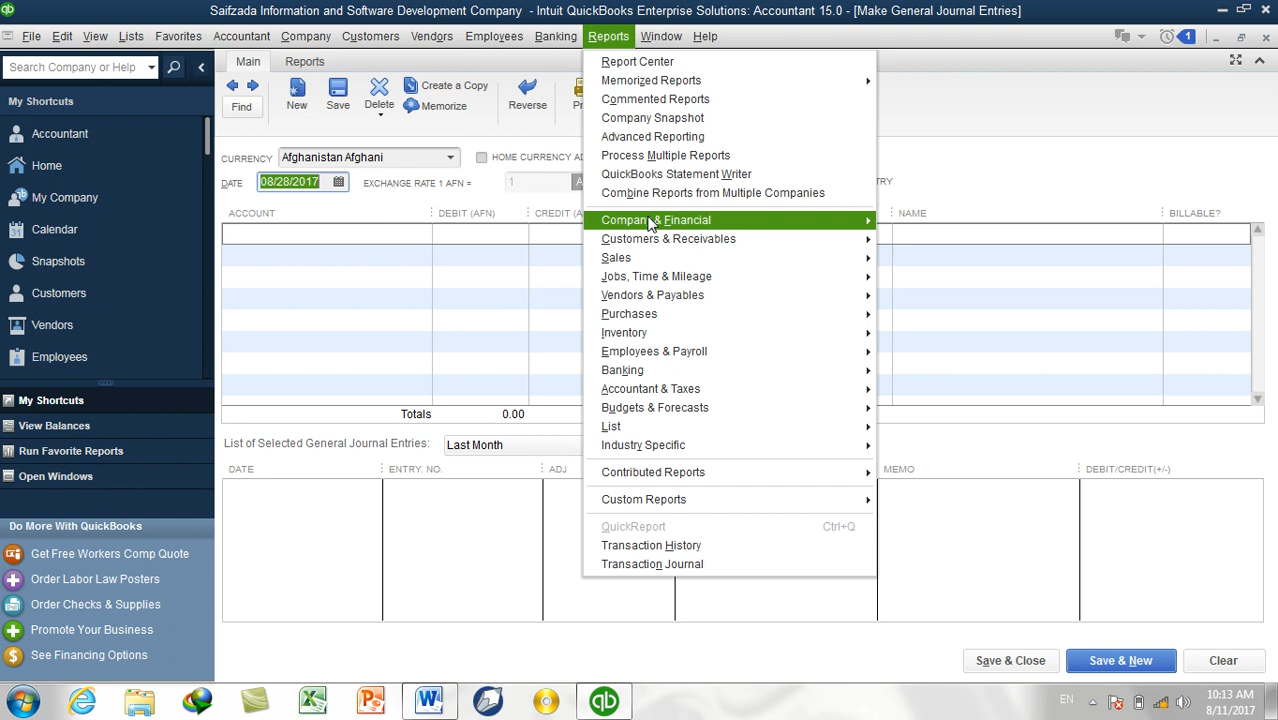 Saifzada Information and Software Development Company - Intuit QuickBooks Enterprise Solutions: Accountant 15.0 - [Make General Journal Entries]
File Edit View Lists Favorites Accountant Company Customers Vendors Employees Banking Reports Window Help
1
Search Company or Help
My Shortcuts
Accountant
Home
My Company
Calendar
Snapshots
Customers
Vendors
Employees
My Shortcuts
View Balances
Run Favorite Reports
Open Windows
Do More With QuickBooks
Get Free Workers Comp Quote
Order Labor Law Posters
Order Checks & Supplies
Promote Your Business
See Financing Options
Main Reports
Find New Save Delete Create a Copy
Memorize
Reverse
CURRENCY Afghanistan Afghani HOME CURRENCY AD
DATE 08/28/2017 EXCHANGE RATE 1 AFN = 1 A
ACCOUNT DEBIT (AFN) CREDIT (A NAME BILLABLE?
Totals 0.00
List of Selected General Journal Entries: Last Month
DATE ENTRY. NO. ADJ MEMO DEBIT/CREDIT(+/-)
Report Center
Memorized Reports
Commented Reports
Company Snapshot
Advanced Reporting
Process Multiple Reports
QuickBooks Statement Writer
Combine Reports from Multiple Companies
Company & Financial
Customers & Receivables
Sales
Jobs, Time & Mileage
Vendors & Payables
Purchases
Inventory
Employees & Payroll
Banking
Accountant & Taxes
Budgets & Forecasts
List
Industry Specific
Contributed Reports
Custom Reports
QuickReport Ctrl+Q
Transaction History
Transaction Journal
Save & Close Save & New Clear
EN 10:13 AM
8/11/2017